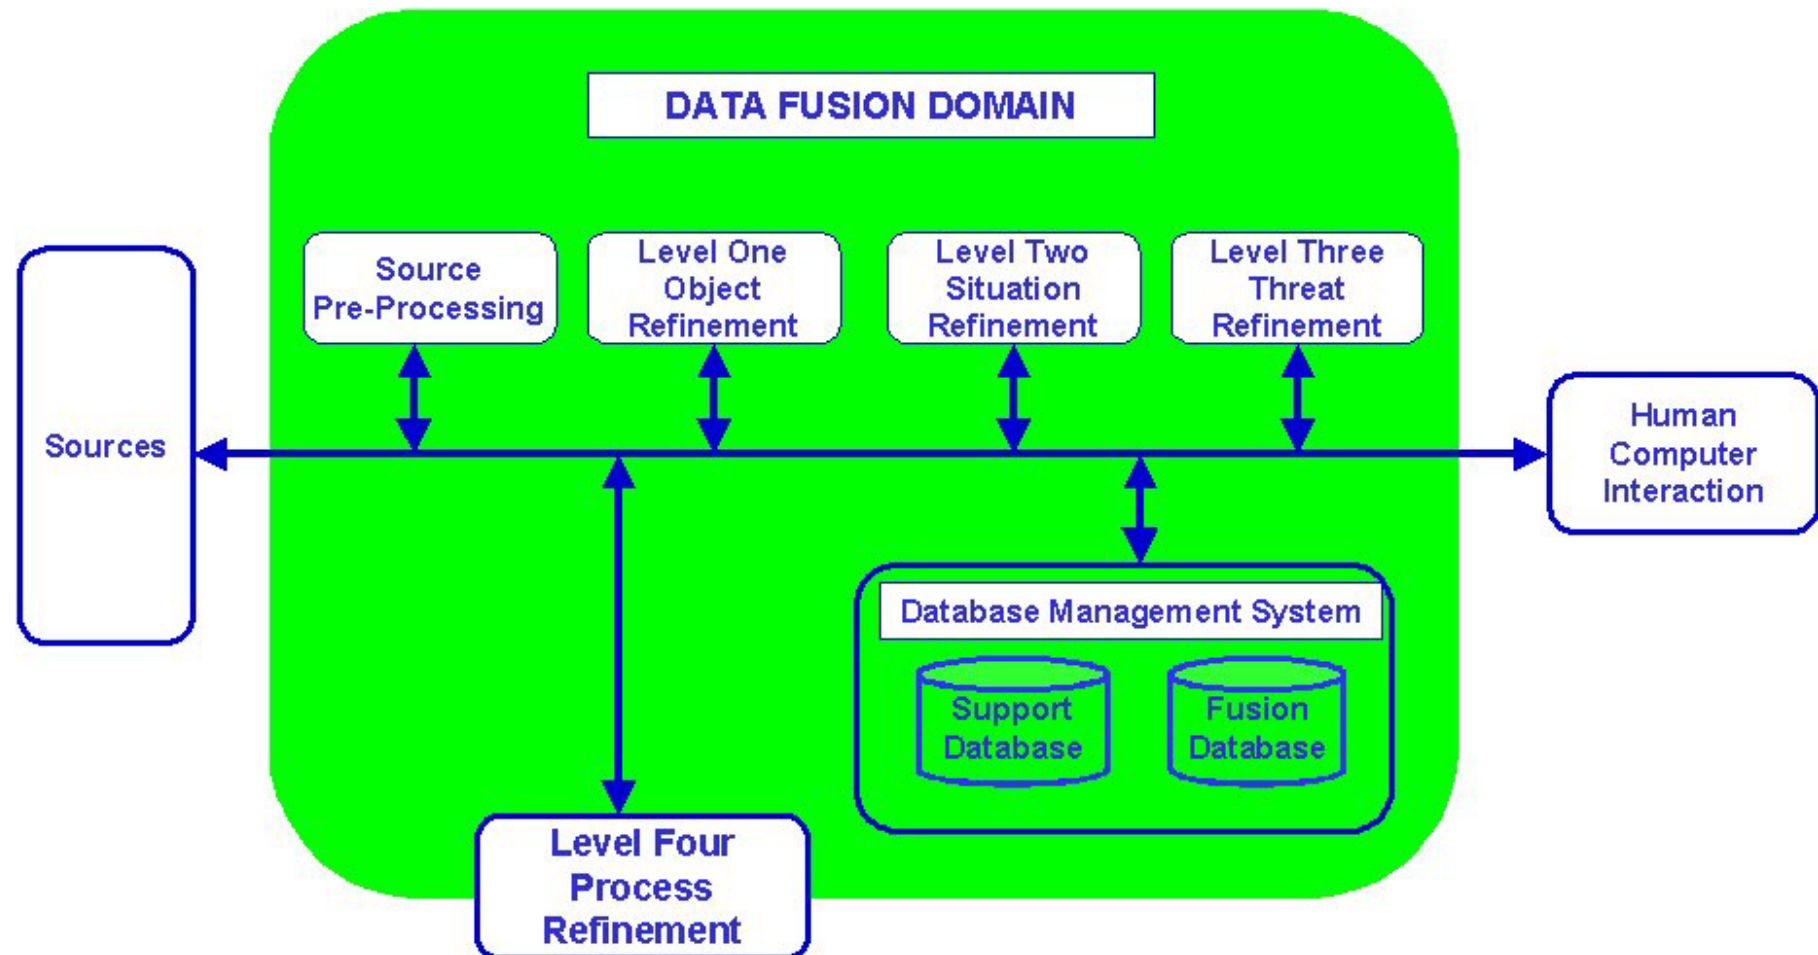 DATA FUSION DOMAIN
Source
Pre-Processing
Level One
Object
Refinement
Level Two
Situation
Refinement
Level Three
Threat
Refinement
Sources
Human
Computer
Interaction
Database Management System
Support
Database
Fusion
Database
Level Four
Process
Refinement